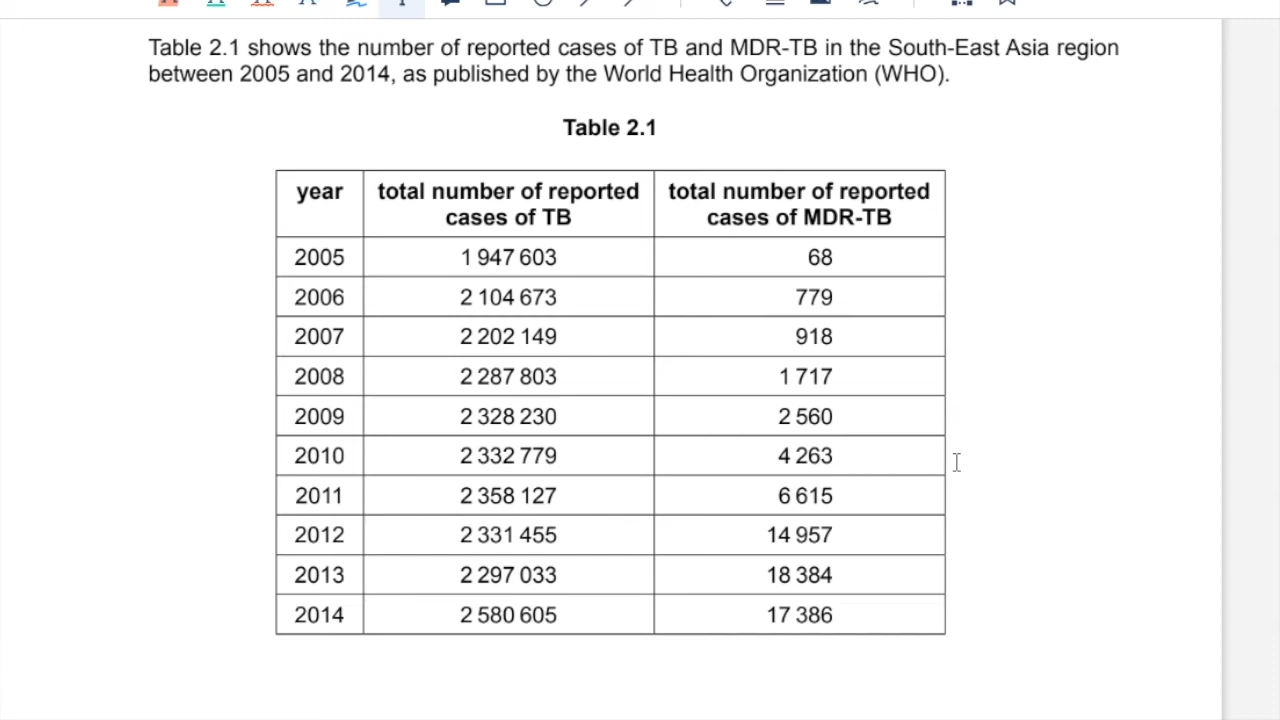 Table 2.1 shows the number of reported cases of TB and MDR-TB in the South-East Asia region
between 2005 and 2014, as published by the World Health Organization (WHO).
Table 2.1
year total number of reported cases of TB total number of reported cases of MDR-TB
2005 1 947 603 68
2006 2 104 673 779
2007 2 202 149 918
2008 2 287 803 1 717
2009 2 328 230 2 560
2010 2 332 779 4 263
2011 2 358 127 6 615
2012 2 331 455 14 957
2013 2 297 033 18 384
2014 2 580 605 17 386